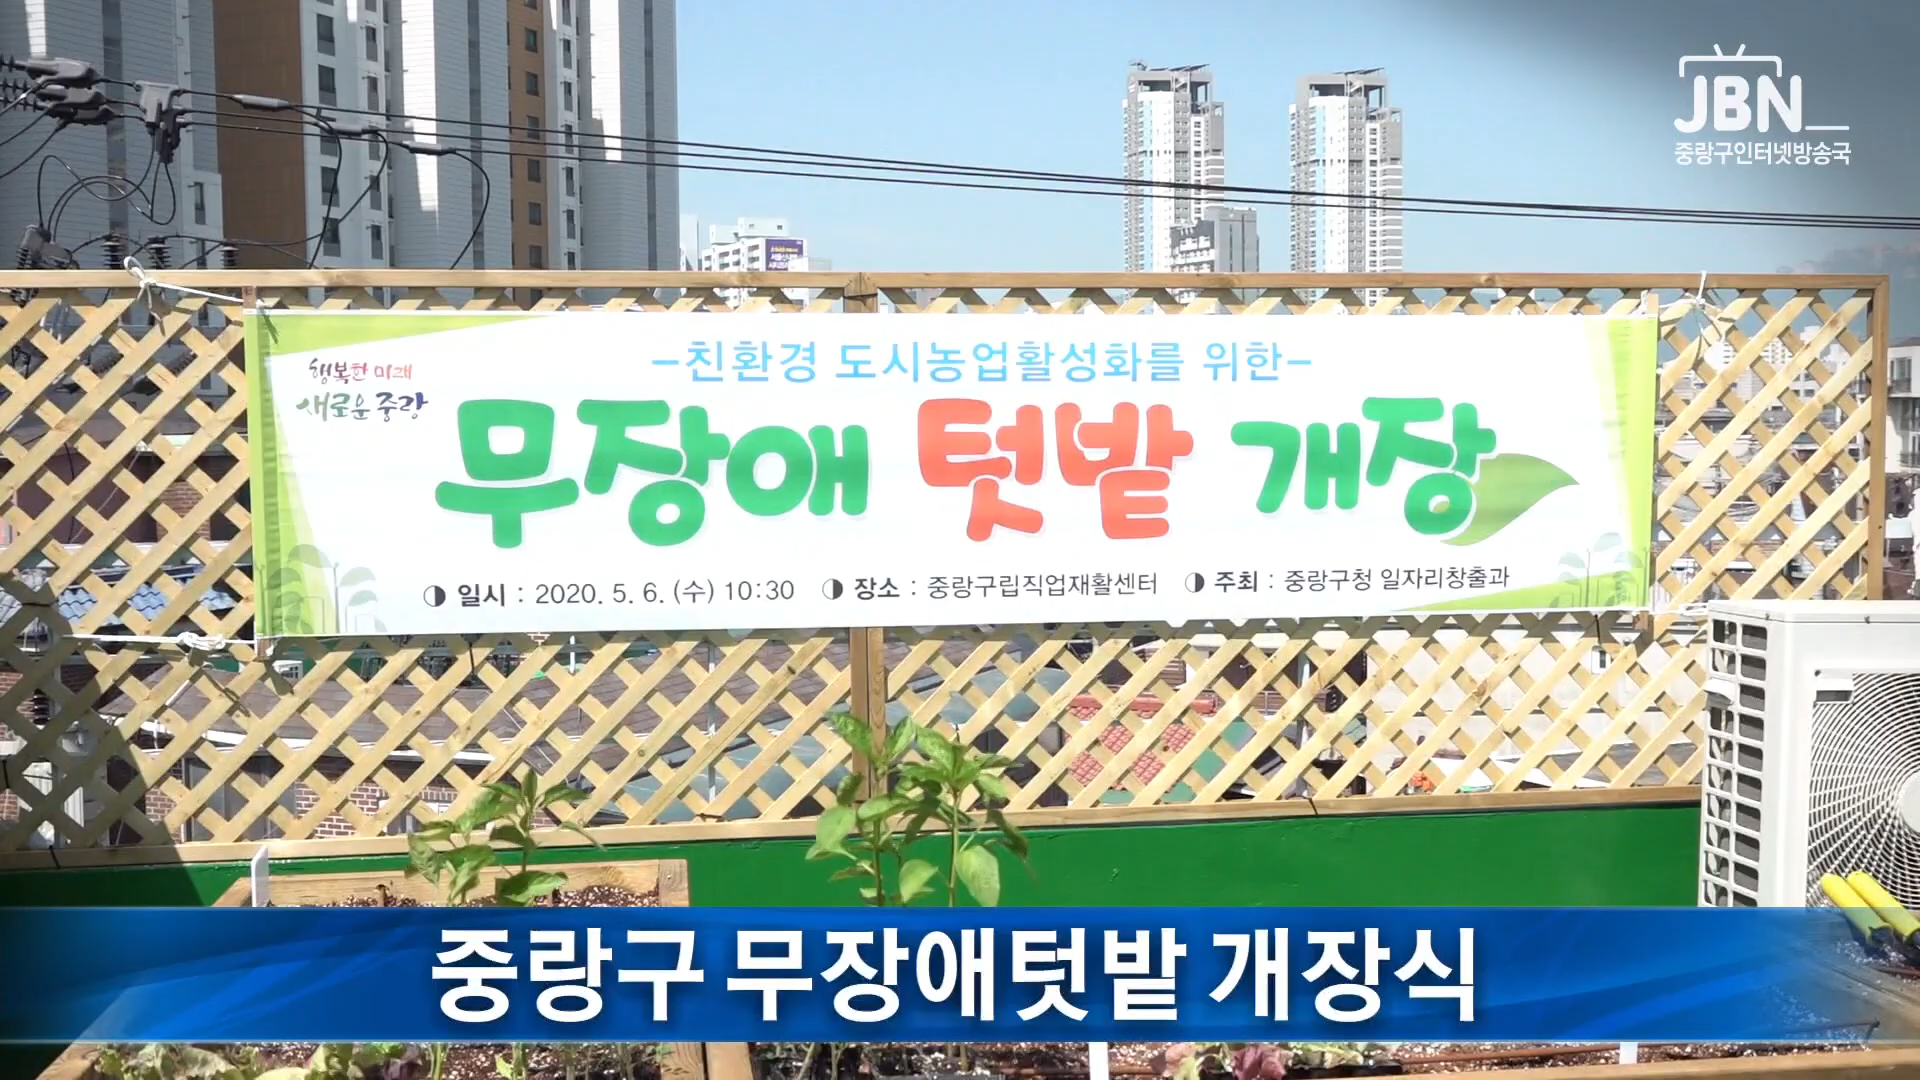 JBN
중랑구인터넷방송국
-친환경 도시농업활성화를 위한-
행복한 미래
새로운 중랑
무장애 텃밭 개장
일시 : 2020. 5. 6. (수) 10:30 장소 : 중랑구립직업재활센터 주최 : 중랑구청 일자리창출과
중랑구 무장애텃밭 개장식